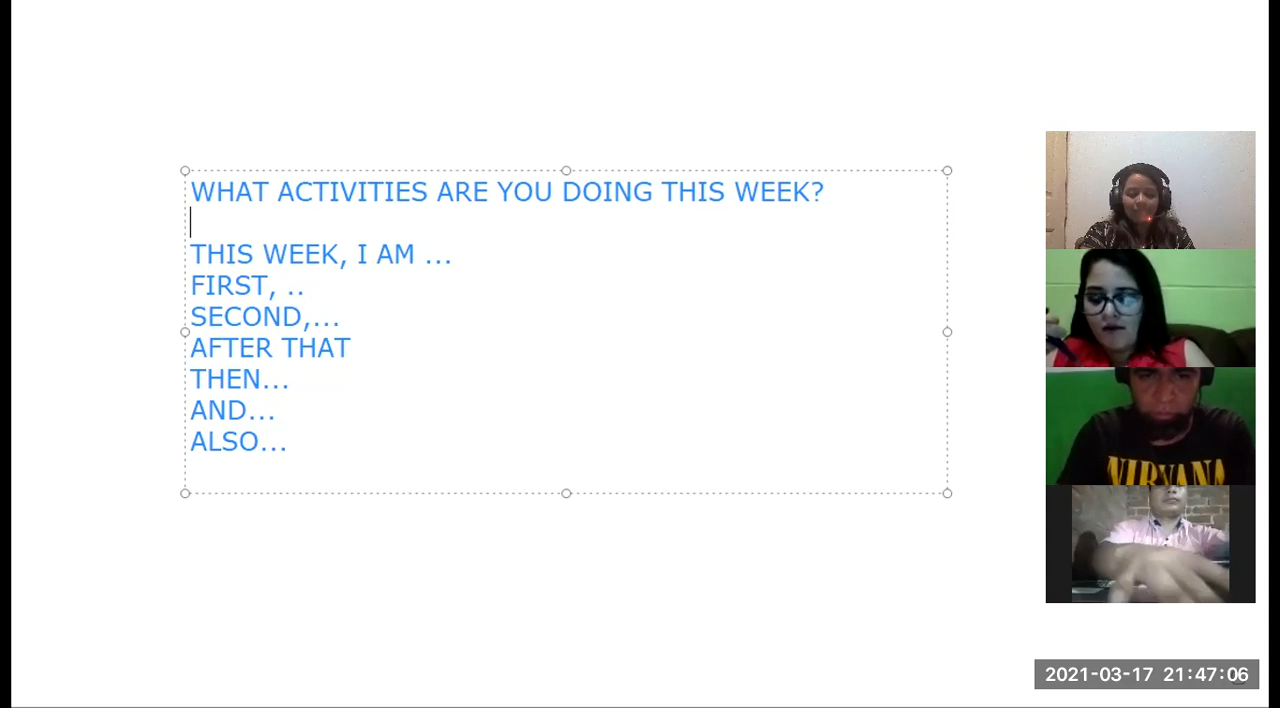 WHAT ACTIVITIES ARE YOU DOING THIS WEEK?
THIS WEEK, I AM ...
FIRST, ..
SECOND,...
AFTER THAT
THEN...
AND...
ALSO...
NIRVANA
2021-03-17 21:47:06